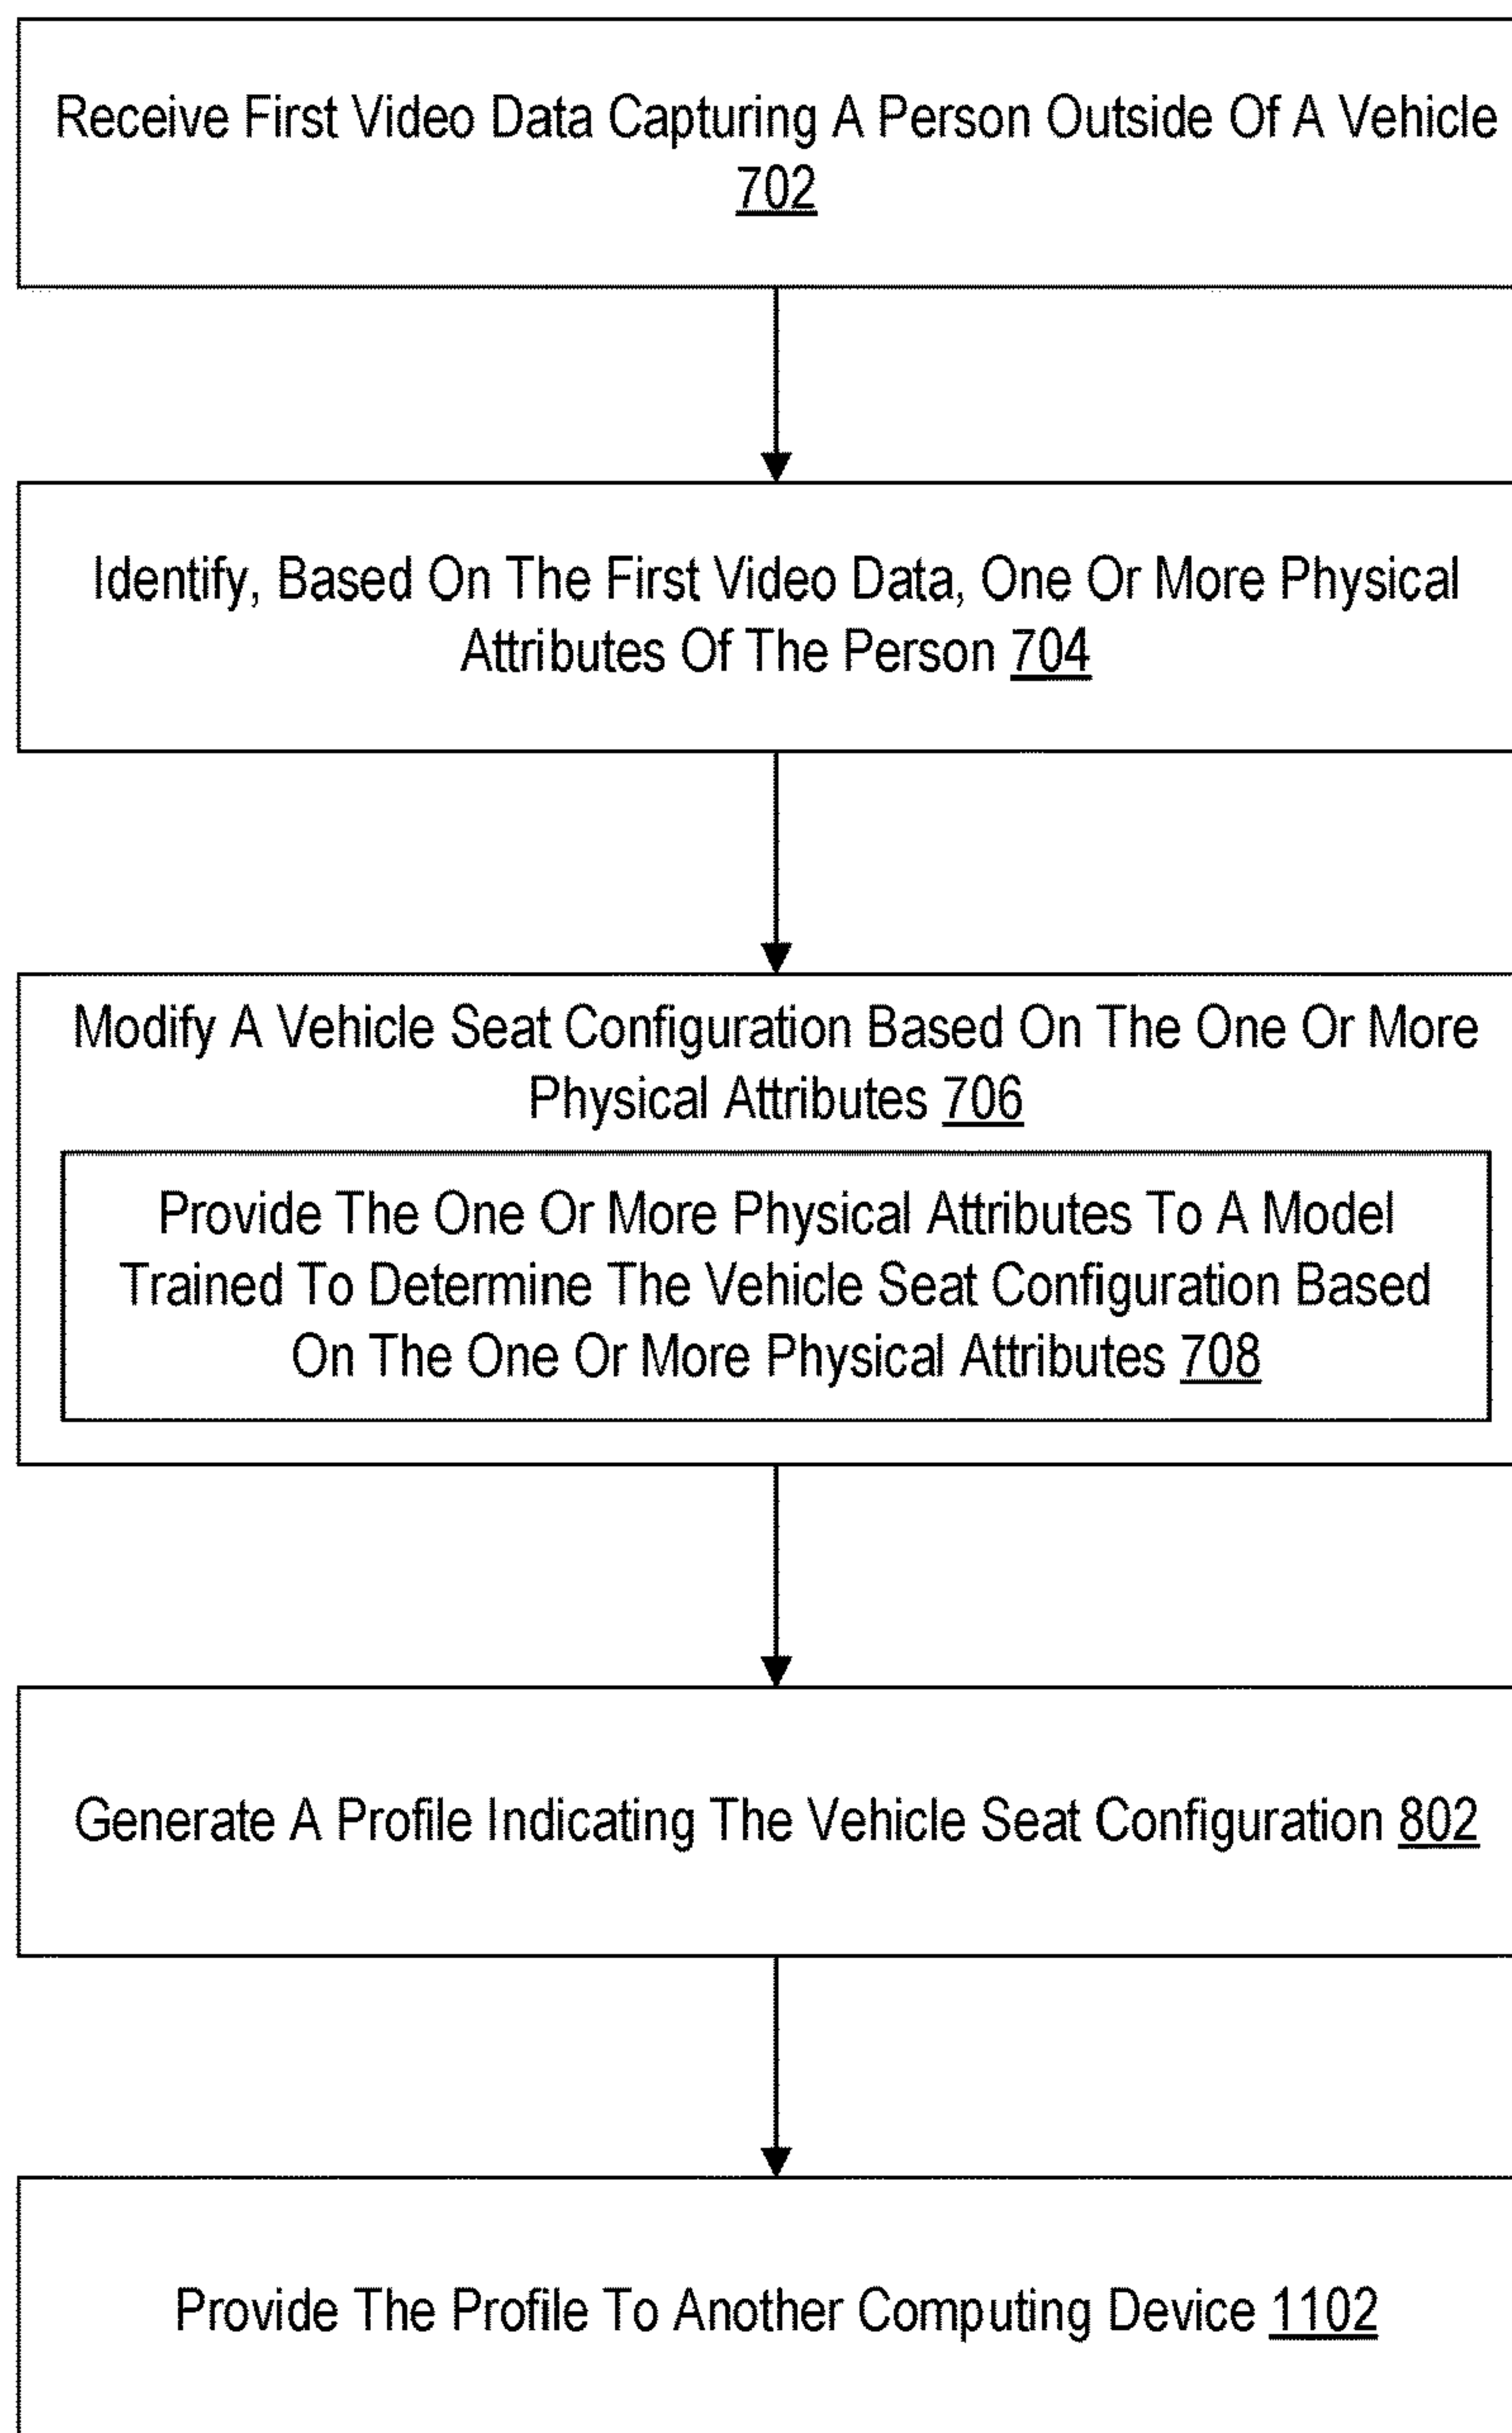 Receive First Video Data Capturing A Person Outside Of A Vehicle
702
Identify, Based On The First Video Data, One Or More Physical
Attributes Of The Person 704
Modify A Vehicle Seat Configuration Based On The One Or More
Physical Attributes 706
Provide The One Or More Physical Attributes To A Model
Trained To Determine The Vehicle Seat Configuration Based
On The One Or More Physical Attributes 708
Generate A Profile Indicating The Vehicle Seat Configuration 802
Provide The Profile To Another Computing Device 1102